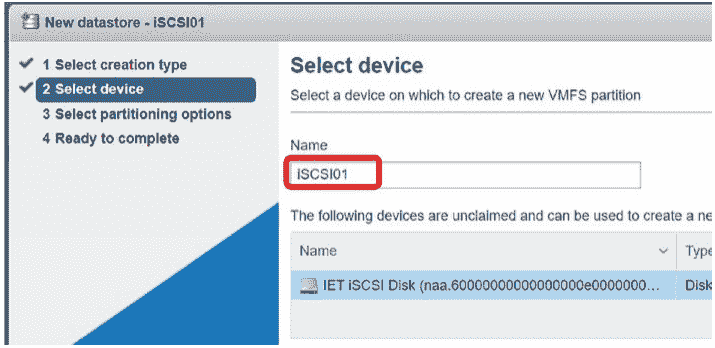 New datastore - iSCSI01
1 Select creation type
2 Select device
3 Select partitioning options
4 Ready to complete
Select device
Select a device on which to create a new VMFS partition
Name
iSCSI01
The following devices are unclaimed and can be used to create a ne
Name
Type
IET iSCSI Disk (naa.60000000000000000e0000000...
Disk